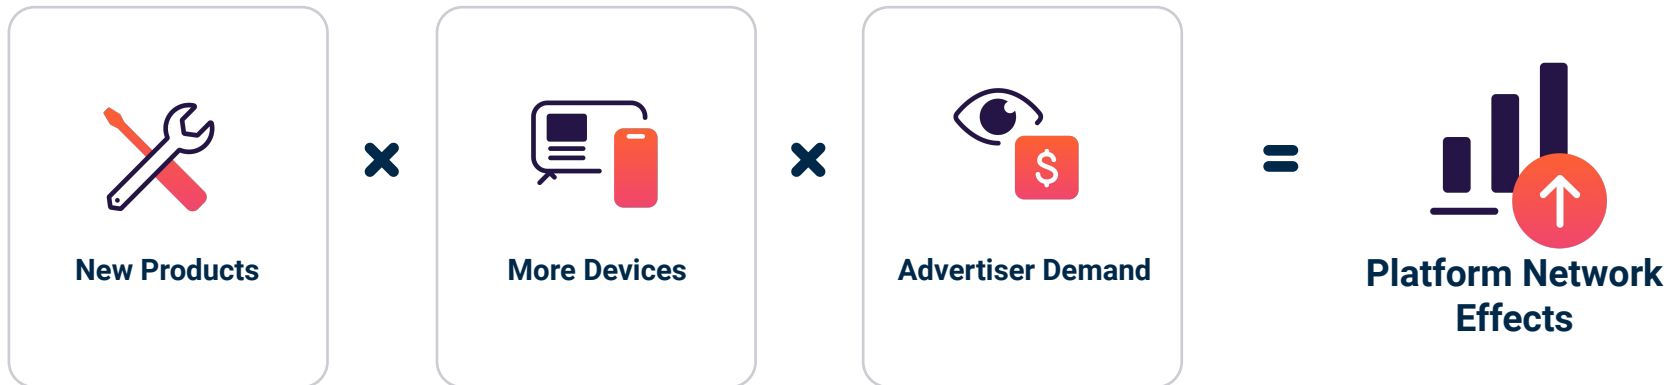 New Products
More Devices
$
Advertiser Demand
=
Platform Network
Effects